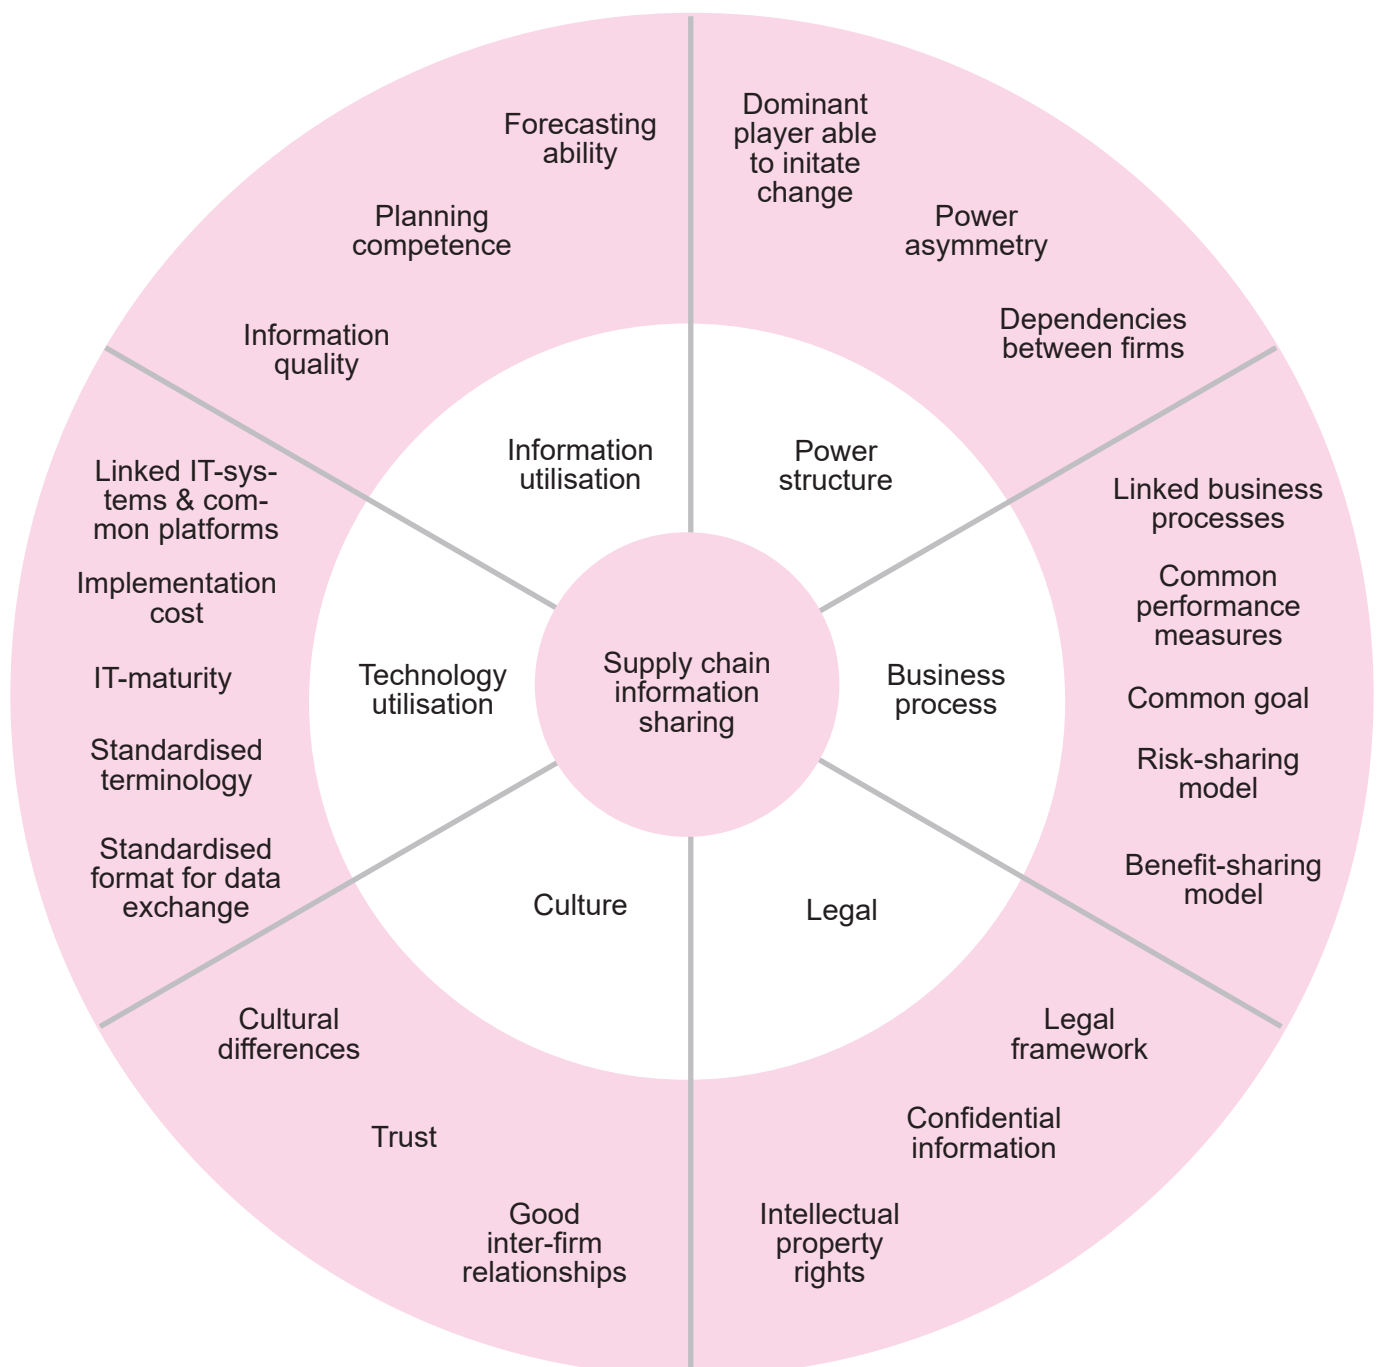 Forecasting
ability
Planning
competence
Information
quality
Dominant
player able
to initate
change
Power
asymmetry
Dependencies
between firms
Information
utilisation
Power
structure
Linked IT-sys-
tems & com-
mon platforms
Implementation
cost
IT-maturity
Standardised
terminology
Standardised
format for data
exchange
Technology
utilisation
Supply chain
information
sharing
Business
process
Linked business
processes
Common
performance
measures
Common goal
Risk-sharing
model
Benefit-sharing
model
Culture
Legal
Cultural
differences
Trust
Good
inter-firm
relationships
Legal
framework
Confidential
information
Intellectual
property
rights